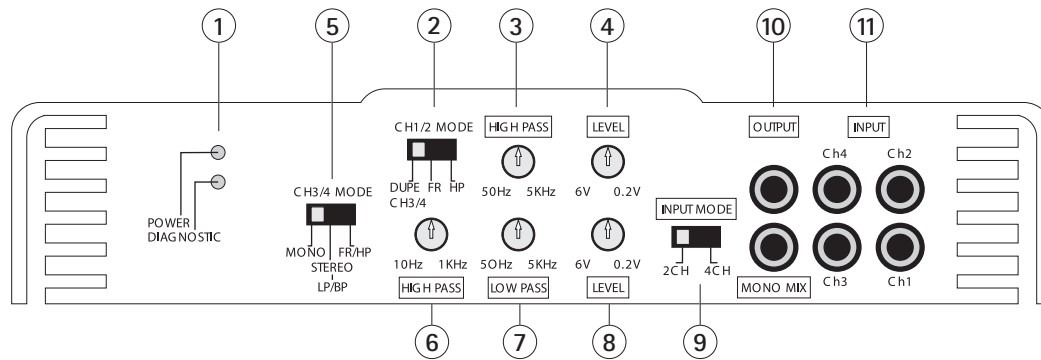 1
5
2
3
4
10
11
CH1/2 MODE
HIGH PASS
LEVEL
OUTPUT
INPUT
Ch4
Ch2
DUPE FR HP
CH3/4
50Hz 5KHz
6V 0.2V
CH3/4 MODE
INPUT MODE
POWER
DIAGNOSTIC
MONO FR/HP
STEREO
LP/BP
10Hz 1KHz
5OHz 5KHz
6V 0.2V
2CH 4CH
HIGH PASS
LOW PASS
LEVEL
MONO MIX
Ch3
Ch1
6
7
8
9